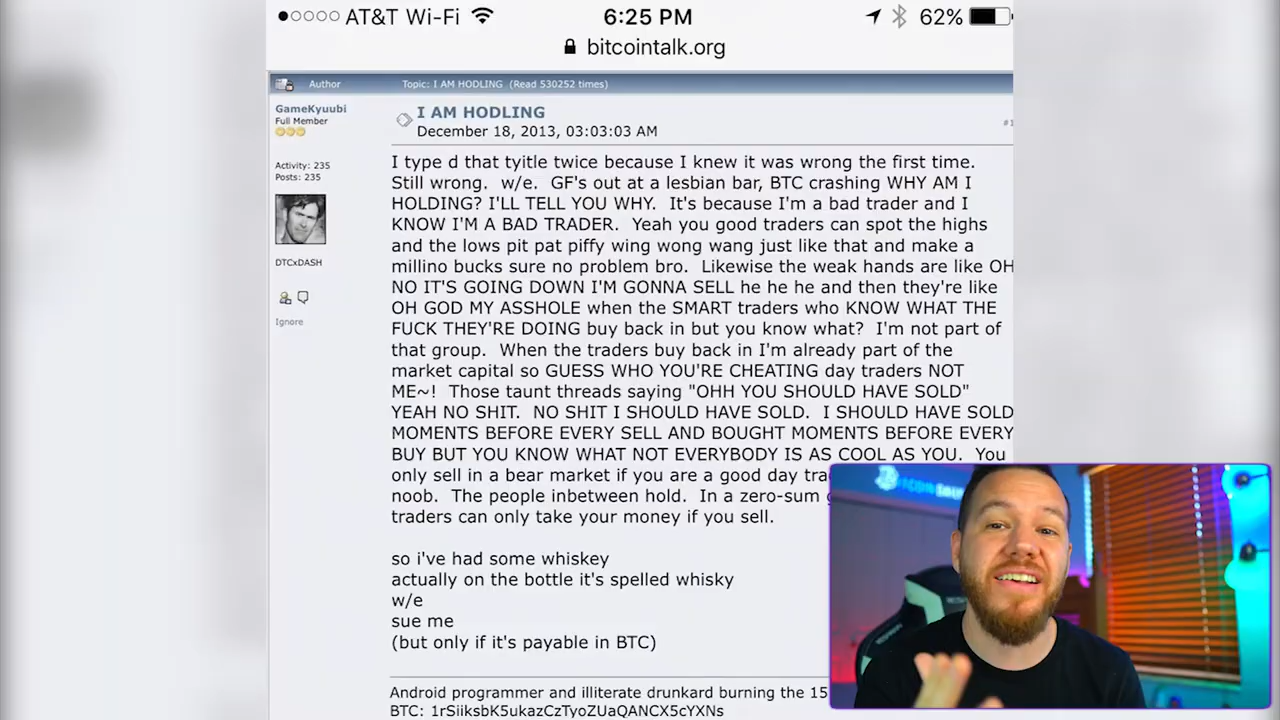 AT&T Wi-Fi 6:25 PM 62%
bitcointalk.org
Author Topic: I AM HODLING (Read 530252 times)
GameKyuubi
Full Member
Activity: 235
Posts: 235
DTCxDASH
Ignore
I AM HODLING
December 18, 2013, 03:03:03 AM
#1
I type d that tyitle twice because I knew it was wrong the first time.
Still wrong. w/e. GF's out at a lesbian bar, BTC crashing WHY AM I
HOLDING? I'LL TELL YOU WHY. It's because I'm a bad trader and I
KNOW I'M A BAD TRADER. Yeah you good traders can spot the highs
and the lows pit pat piffy wing wong wang just like that and make a
millino bucks sure no problem bro. Likewise the weak hands are like OH
NO IT'S GOING DOWN I'M GONNA SELL he he he and then they're like
OH GOD MY ASSHOLE when the SMART traders who KNOW WHAT THE
FUCK THEY'RE DOING buy back in but you know what? I'm not part of
that group. When the traders buy back in I'm already part of the
market capital so GUESS WHO YOU'RE CHEATING day traders NOT
ME~! Those taunt threads saying "OHH YOU SHOULD HAVE SOLD"
YEAH NO SHIT. NO SHIT I SHOULD HAVE SOLD. I SHOULD HAVE SOLD
MOMENTS BEFORE EVERY SELL AND BOUGHT MOMENTS BEFORE EVERY
BUY BUT YOU KNOW WHAT NOT EVERYBODY IS AS COOL AS YOU. You
only sell in a bear market if you are a good day
noob. The people inbetween hold. In a zero-sum
traders can only take your money if you sell.
so i've had some whiskey
actually on the bottle it's spelled whisky
w/e
sue me
(but only if it's payable in BTC)
Android programmer and illiterate drunkard burning the 15
BTC: 1rSiiksbK5ukazCzTyoZUaQANCX5cYXNs